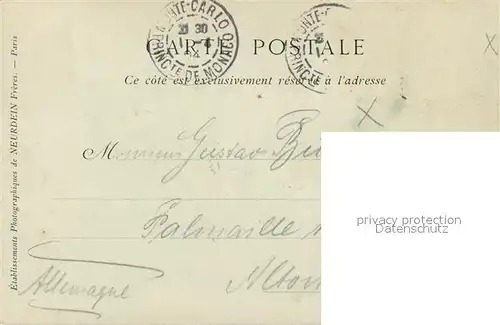 MONTE-CARLO
PRINCTÉ DE MONACO
CARTE POSTALE
Ce côté est exclusivement réservé à l'adresse
Monsieur Gustav
Palmaille
Allemagne
privacy protection
Datenschutz
Établissements Photographiques de NEURDEIN Frères. — Paris